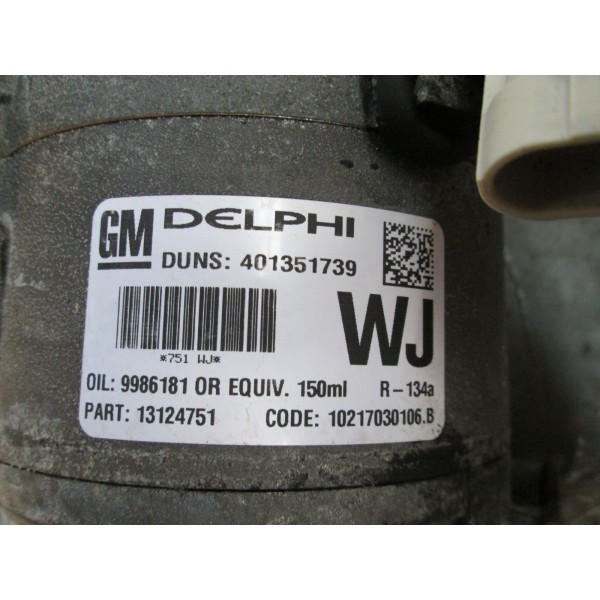 GM DELPHI
DUNS: 401351739
*751 WJ*
WJ
OIL: 9986181 OR EQUIV. 150ml R-134a
PART: 13124751 CODE: 10217030106.B